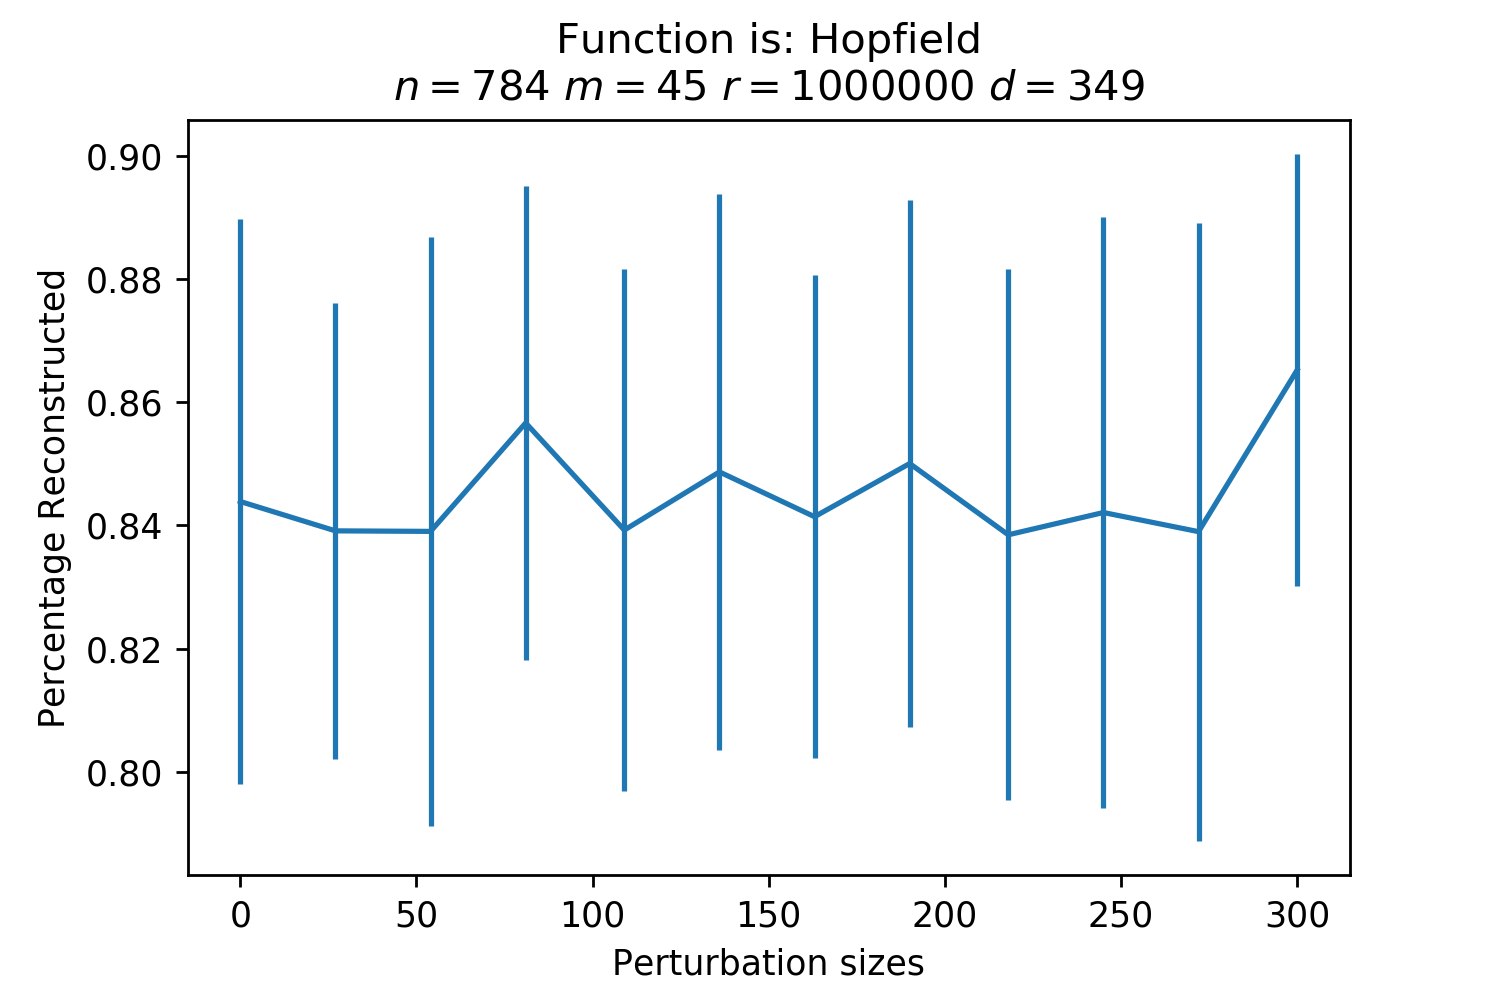 Function is: Hopfield
n = 784 m = 45 r = 1000000 d = 349
0.90
0.88
0.86
0.84
0.82
0.80
Percentage Reconstructed
0 50 100 150 200 250 300
Perturbation sizes